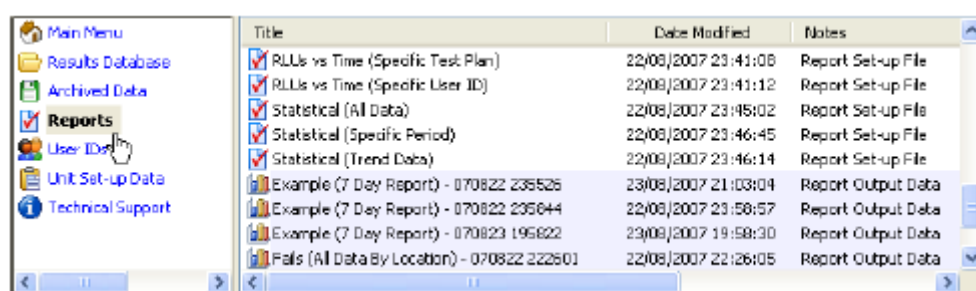 Main Menu
Results Database
Archived Data
Reports
User IDs
Unit Set-up Data
Technical Support
Title Date Modified Notes
RLUs vs Time (Specific Test Plan) 22/08/2007 23:41:08 Report Set-up File
RLUs vs Time (Specific User ID) 22/08/2007 23:41:12 Report Set-up File
Statistical (All Data) 22/08/2007 23:45:02 Report Set-up File
Statistical (Specific Period) 22/08/2007 23:46:45 Report Set-up File
Statistical (Trend Data) 22/08/2007 23:46:14 Report Set-up File
Example (7 Day Report) - 070822 235526 23/08/2007 21:03:04 Report Output Data
Example (7 Day Report) - 070822 235844 22/08/2007 23:58:57 Report Output Data
Example (7 Day Report) - 070823 195822 23/08/2007 19:58:30 Report Output Data
Fails (All Data By Location) - 070822 222601 22/08/2007 22:26:05 Report Output Data